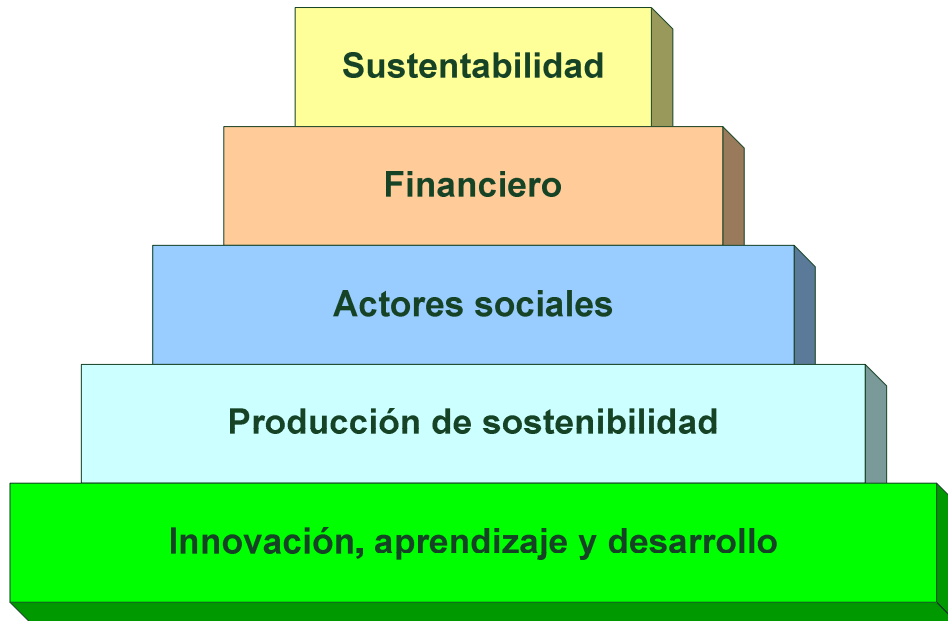 Sustentabilidad
Financiero
Actores sociales
Producción de sostenibilidad
Innovación, aprendizaje y desarrollo